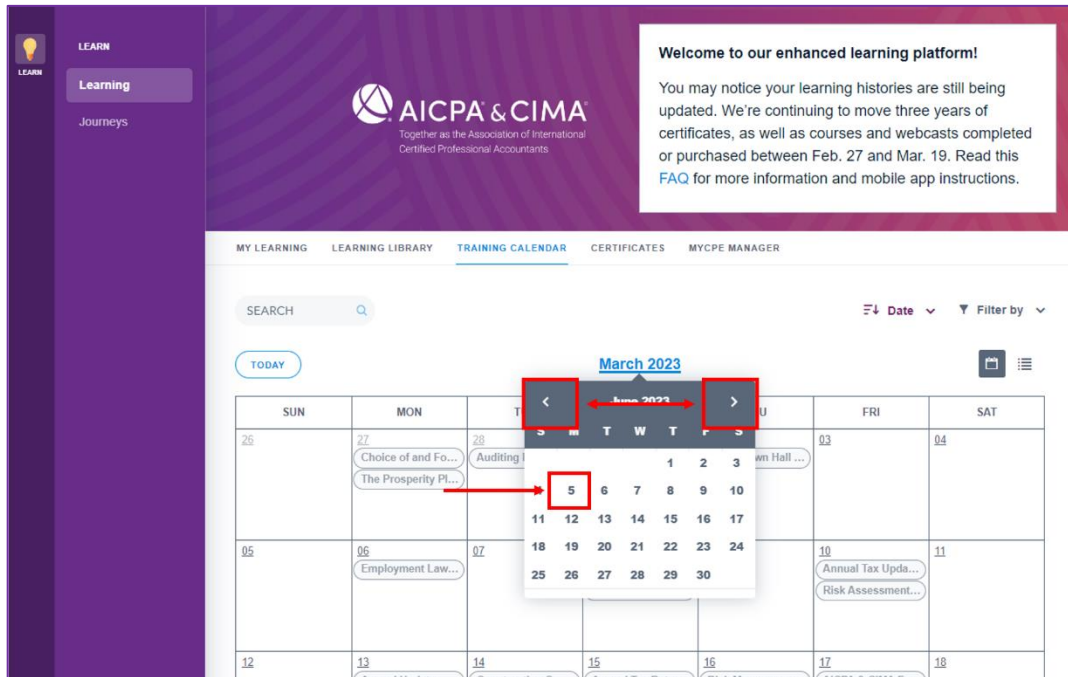 LEARN
LEARN
Learning
Journeys
AICPA & CIMA
Together as the Association of International
Certified Professional Accountants
Welcome to our enhanced learning platform!
You may notice your learning histories are still being
updated. We're continuing to move three years of
certificates, as well as courses and webcasts completed
or purchased between Feb. 27 and Mar. 19. Read this
FAQ for more information and mobile app instructions.
MY LEARNING LEARNING LIBRARY TRAINING CALENDAR CERTIFICATES MYCPE MANAGER
SEARCH Date Filter by
TODAY March 2023
June 2023
S M T W T F S
1 2 3
5 6 7 8 9 10
11 12 13 14 15 16 17
18 19 20 21 22 23 24
25 26 27 28 29 30
SUN MON T U FRI SAT
26 27 28 03 04
Choice of and Fo... Auditing wn Hall ...
The Prosperity Pl...
05 06 07 10 11
Employment Law... Annual Tax Upda...
Risk Assessment...
12 13 14 15 16 17 18